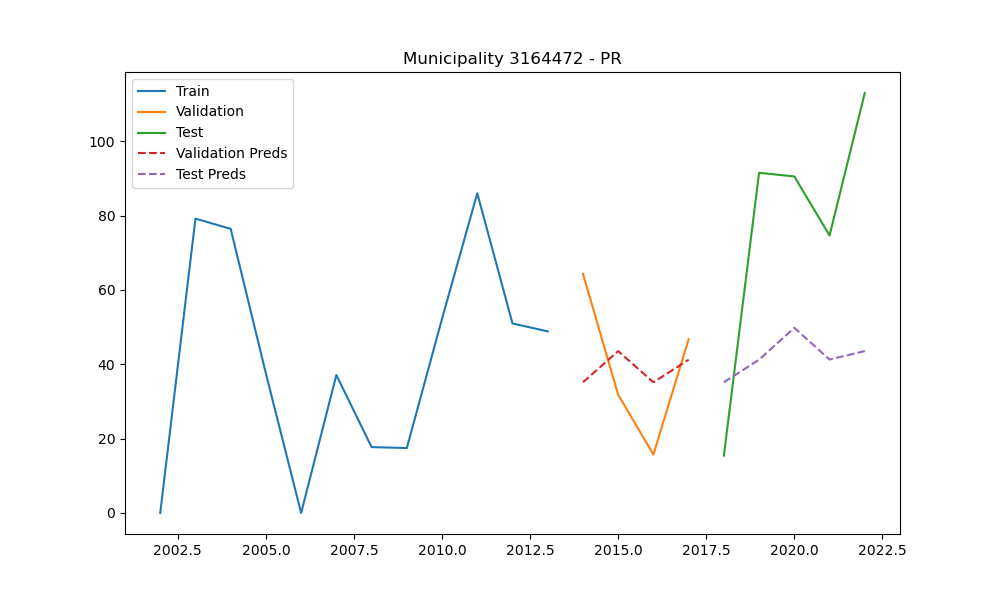 Municipality 3164472 - PR
Train
Validation
Test
Validation Preds
Test Preds
100
80
60
40
20
0
2002.5 2005.0 2007.5 2010.0 2012.5 2015.0 2017.5 2020.0 2022.5